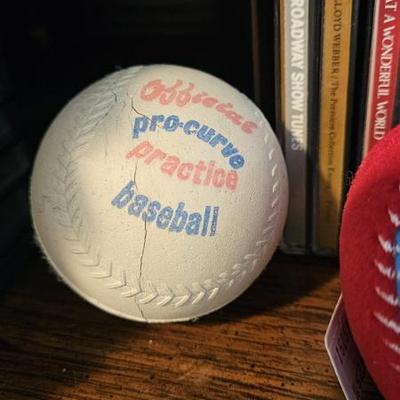 Official
pro-curve
practice
baseball
BROADWAY SHOW TUNES
LLOYD WEBBER / The Premiere Collection
T A WONDERFUL WORLD